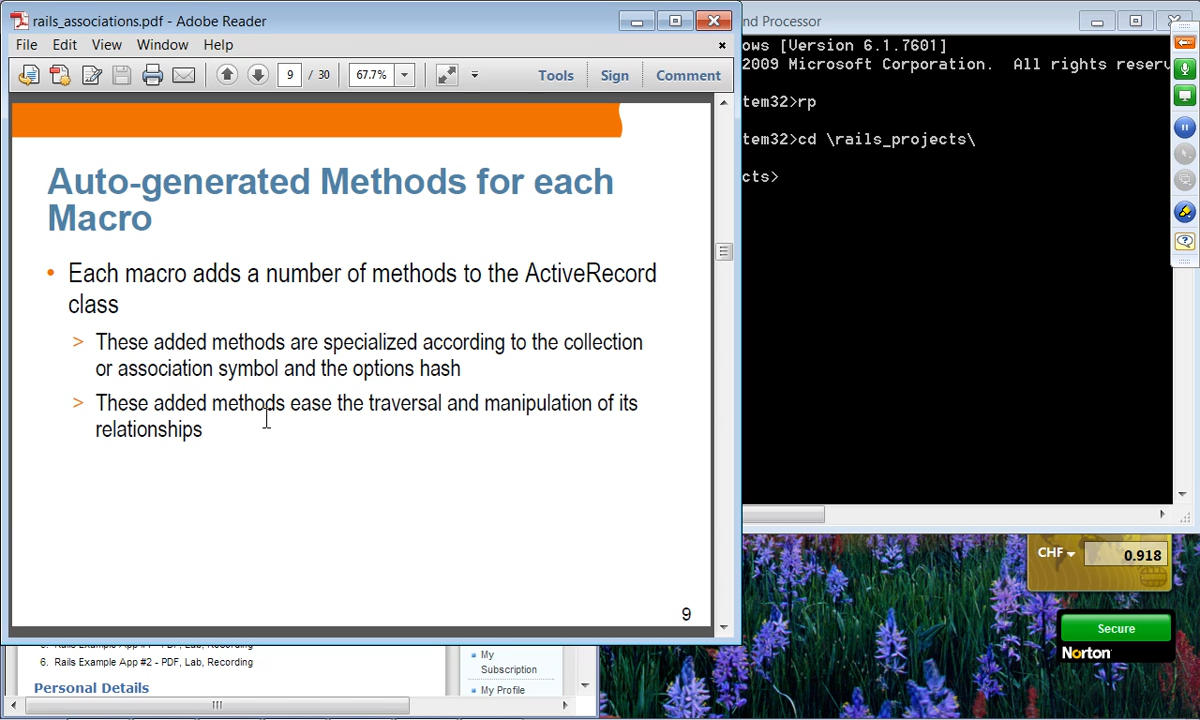 rails_associations.pdf - Adobe Reader
File Edit View Window Help
9 / 30 67.7% Tools Sign Comment
Auto-generated Methods for each
Macro
• Each macro adds a number of methods to the ActiveRecord
class
> These added methods are specialized according to the collection
or association symbol and the options hash
> These added methods ease the traversal and manipulation of its
relationships
9
nd Processor
ows [Version 6.1.7601]
2009 Microsoft Corporation. All rights reserv
tem32>rp
tem32>cd \rails_projects\
cts>
CHF 0.918
Secure
Norton
6. Rails Example App #2 - PDF, Lab, Recording
Personal Details
My
Subscription
My Profile